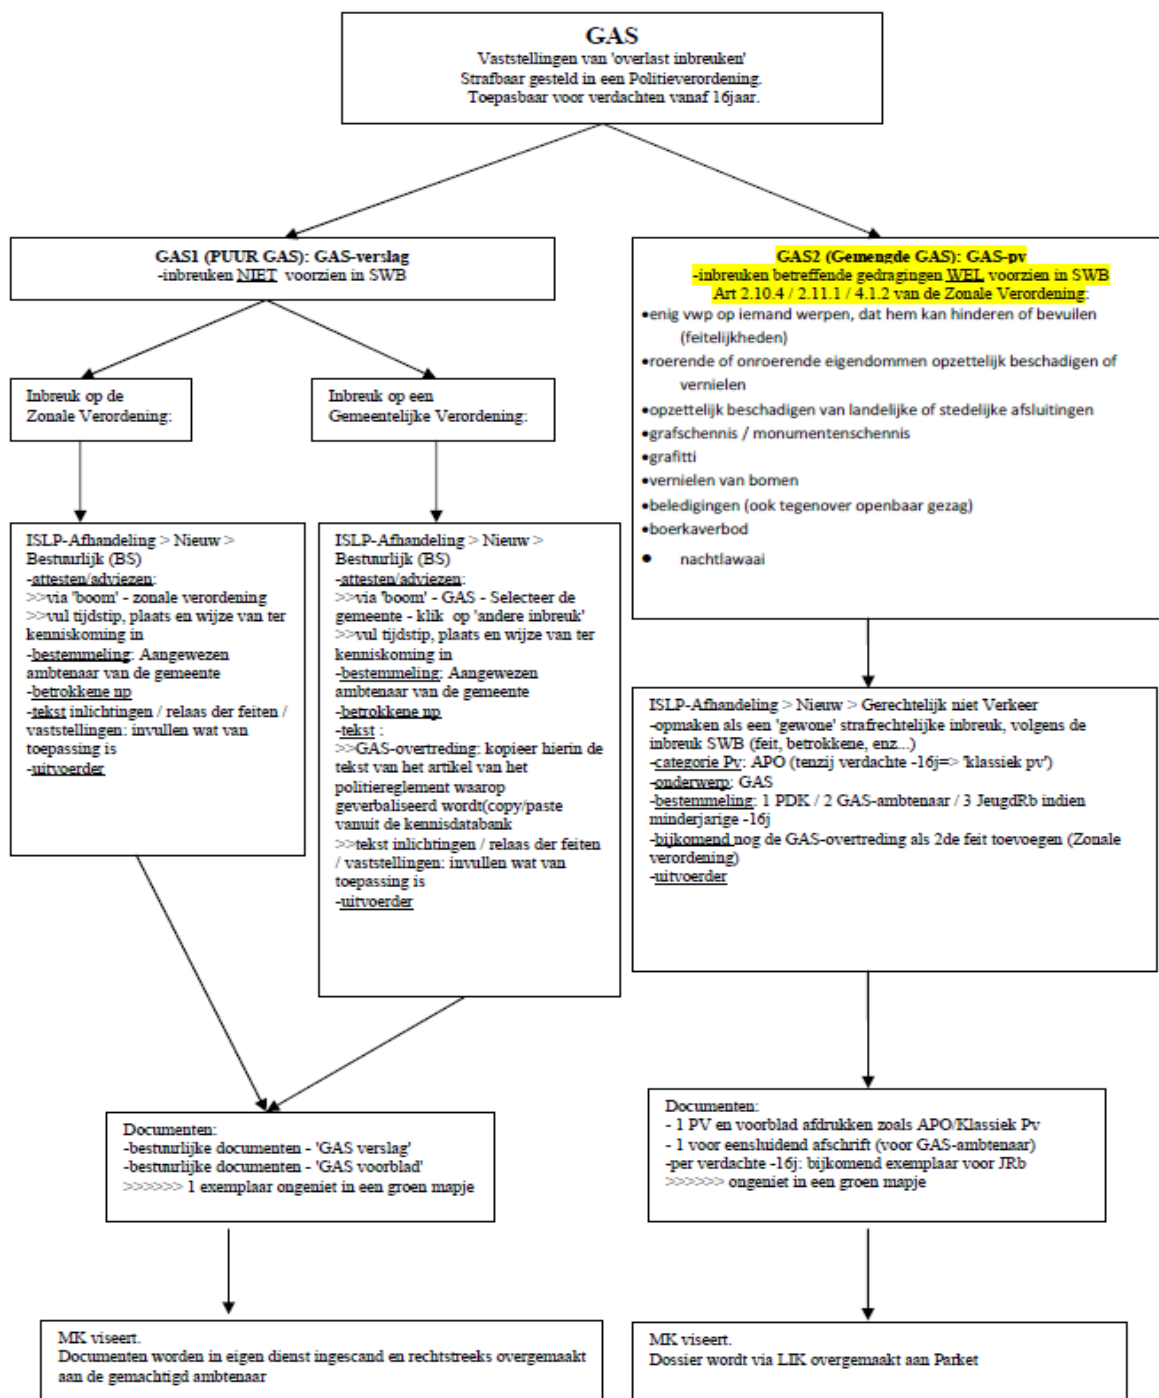 GAS
Vaststellingen van 'overlast inbreuken'
Strafbaar gesteld in een Politieverordening.
Toepasbaar voor verdachten vanaf 16jaar.
GAS1 (PUUR GAS): GAS-verslag
-inbreuken NIET voorzien in SWB
Inbreuk op de
Zonale Verordening:
Inbreuk op een
Gemeentelijke Verordening:
ISLP-Afhandeling > Nieuw >
Bestuurlijk (BS)
-attesten/adviezen:
>>via 'boom' - zonale verordening
>>vul tijdstip, plaats en wijze van ter
kenniskoming in
-bestemmeling: Aangewezen
ambtenaar van de gemeente
-betrokkene np
-tekst inlichtingen / relaas der feiten /
vaststellingen: invullen wat van
toepassing is
-uitvoerder
ISLP-Afhandeling > Nieuw >
Bestuurlijk (BS)
-attesten/adviezen:
>>via 'boom' - GAS - Selecteer de
gemeente - klik op 'andere inbreuk'
>>vul tijdstip, plaats en wijze van ter
kenniskoming in
-bestemmeling: Aangewezen
ambtenaar van de gemeente
-betrokkene np
-tekst :
>>GAS-overtreding: kopieer hierin de
tekst van het artikel van het
politiereglement waarop
geverbaliseerd wordt(copy/paste
vanuit de kennisdatabank
>>tekst inlichtingen / relaas der feiten
/ vaststellingen: invullen wat van
toepassing is
-uitvoerder
Documenten:
-bestuurlijke documenten - 'GAS verslag'
-bestuurlijke documenten - 'GAS voorblad'
>>>>>> 1 exemplaar ongeniet in een groen mapje
MK viseert.
Documenten worden in eigen dienst ingescand en rechtstreeks overgemaakt
aan de gemachtigd ambtenaar
GAS2 (Gemengde GAS): GAS-pv
-inbreuken betreffende gedragingen WEL voorzien in SWB
Art 2.10.4 / 2.11.1 / 4.1.2 van de Zonale Verordening:
•enig vwp op iemand werpen, dat hem kan hinderen of bevuilen
(feitelijkheden)
•roerende of onroerende eigendommen opzettelijk beschadigen of
vernielen
•opzettelijk beschadigen van landelijke of stedelijke afsluitingen
•grafschennis / monumentenschennis
•grafitti
•vernielen van bomen
•beledigingen (ook tegenover openbaar gezag)
•boerkaverbod
• nachtlawaai
ISLP-Afhandeling > Nieuw > Gerechtelijk niet Verkeer
-opmaken als een 'gewone' strafrechtelijke inbreuk, volgens de
inbreuk SWB (feit, betrokkene, enz...)
-categorie Pv: APO (tenzij verdachte -16j=> 'klassiek pv')
-onderwerp: GAS
-bestemmeling: 1 PDK / 2 GAS-ambtenaar / 3 JeugdRb indien
minderjarige -16j
-bijkomend nog de GAS-overtreding als 2de feit toevoegen (Zonale
verordening)
-uitvoerder
Documenten:
- 1 PV en voorblad afdrukken zoals APO/Klassiek Pv
- 1 voor eensluidend afschrift (voor GAS-ambtenaar)
-per verdachte -16j: bijkomend exemplaar voor JRb
>>>>>> ongeniet in een groen mapje
MK viseert.
Dossier wordt via LIK overgemaakt aan Parket